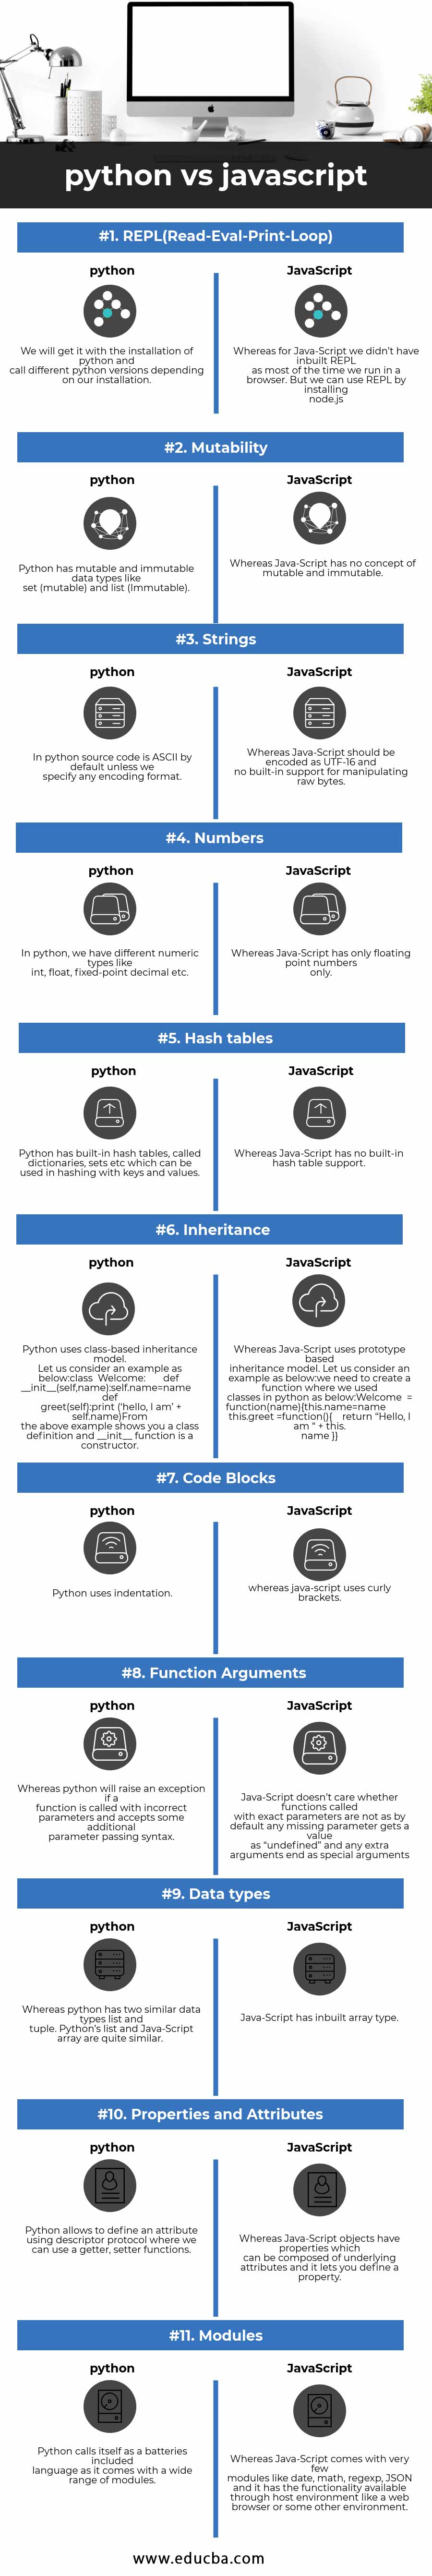 python vs javascript
#1. REPL(Read-Eval-Print-Loop)
python
We will get it with the installation of
python and
call different python versions depending
on our installation.
JavaScript
Whereas for Java-Script we didn't have
inbuilt REPL
as most of the time we run in a
browser. But we can use REPL by
installing
node.js
#2. Mutability
python
Python has mutable and immutable
data types like
set (mutable) and list (Immutable).
JavaScript
Whereas Java-Script has no concept of
mutable and immutable.
#3. Strings
python
In python source code is ASCII by
default unless we
specify any encoding format.
JavaScript
Whereas Java-Script should be
encoded as UTF-16 and
no built-in support for manipulating
raw bytes.
#4. Numbers
python
In python, we have different numeric
types like
int, float, fixed-point decimal etc.
JavaScript
Whereas Java-Script has only floating
point numbers
only.
#5. Hash tables
python
Python has built-in hash tables, called
dictionaries, sets etc which can be
used in hashing with keys and values.
JavaScript
Whereas Java-Script has no built-in
hash table support.
#6. Inheritance
python
Python uses class-based inheritance
model.
Let us consider an example as
below:class Welcome: def
__init__(self,name):self.name=name
def
greet(self):print ('hello, I am' +
self.name)From
the above example shows you a class
definition and __init__ function is a
constructor.
JavaScript
Whereas Java-Script uses prototype
based
inheritance model. Let us consider an
example as below:we need to create a
function where we used
classes in python as below:Welcome =
function(name){this.name=name
this.greet =function(){ return "Hello, I
am " + this.
name }}
#7. Code Blocks
python
Python uses indentation.
JavaScript
whereas java-script uses curly
brackets.
#8. Function Arguments
python
Whereas python will raise an exception
if a
function is called with incorrect
parameters and accepts some
additional
parameter passing syntax.
JavaScript
Java-Script doesn't care whether
functions called
with exact parameters are not as by
default any missing parameter gets a
value
as "undefined" and any extra
arguments end as special arguments
#9. Data types
python
Whereas python has two similar data
types list and
tuple. Python's list and Java-Script
array are quite similar.
JavaScript
Java-Script has inbuilt array type.
#10. Properties and Attributes
python
Python allows to define an attribute
using descriptor protocol where we
can use a getter, setter functions.
JavaScript
Whereas Java-Script objects have
properties which
can be composed of underlying
attributes and it lets you define a
property.
#11. Modules
python
Python calls itself as a batteries
included
language as it comes with a wide
range of modules.
JavaScript
Whereas Java-Script comes with very
few
modules like date, math, regexp, JSON
and it has the functionality available
through host environment like a web
browser or some other environment.
www.educba.com